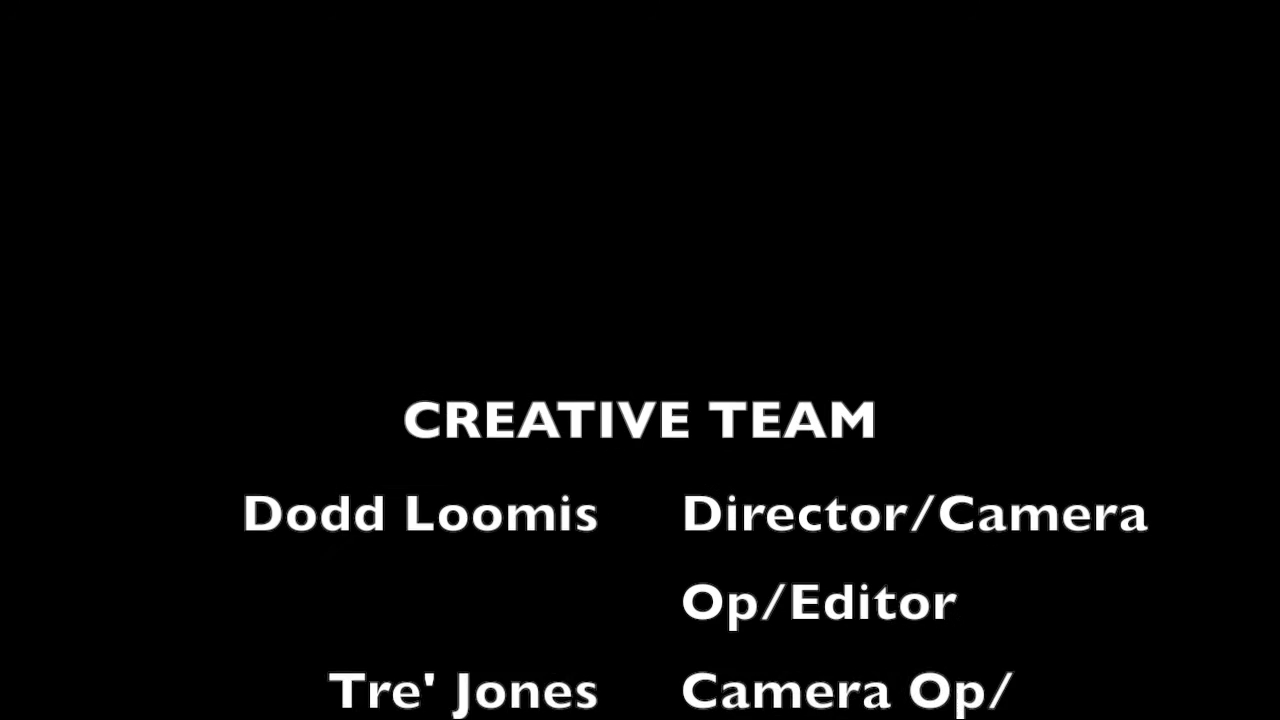 CREATIVE TEAM
Dodd Loomis Director/Camera
Op/Editor
Tre' Jones Camera Op/